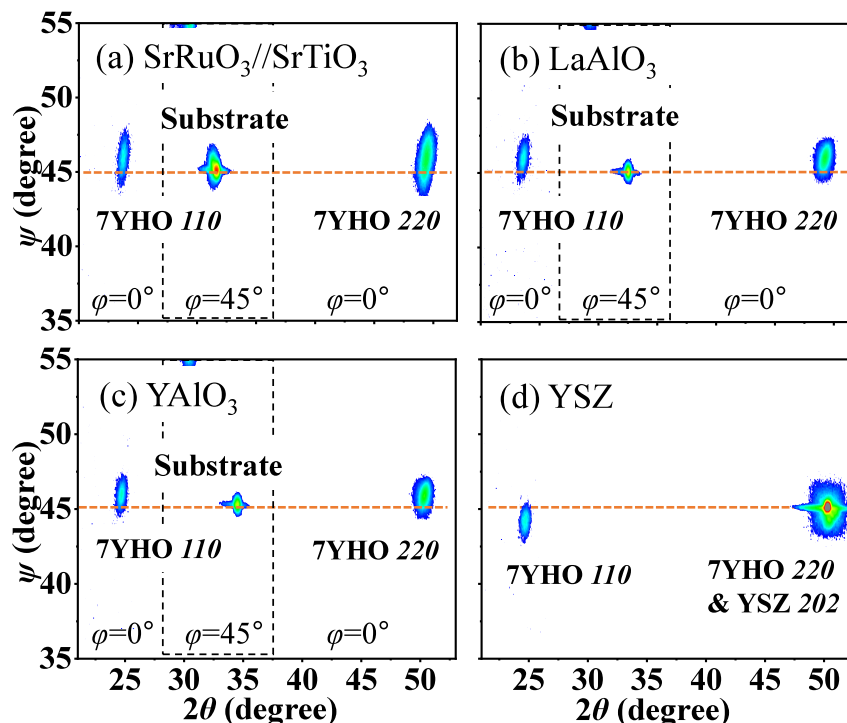 55
50
45
40
35
ψ (degree)
(a) SrRuO₃//SrTiO₃
Substrate
7YHO 110
7YHO 220
φ=0°
φ=45°
φ=0°
(b) LaAlO₃
Substrate
7YHO 110
7YHO 220
φ=0°
φ=45°
φ=0°
55
50
45
40
35
ψ (degree)
(c) YAlO₃
Substrate
7YHO 110
7YHO 220
φ=0°
φ=45°
φ=0°
25 30 35 40 45 50
2θ (degree)
(d) YSZ
7YHO 110
7YHO 220
& YSZ 202
25 30 35 40 45 50
2θ (degree)